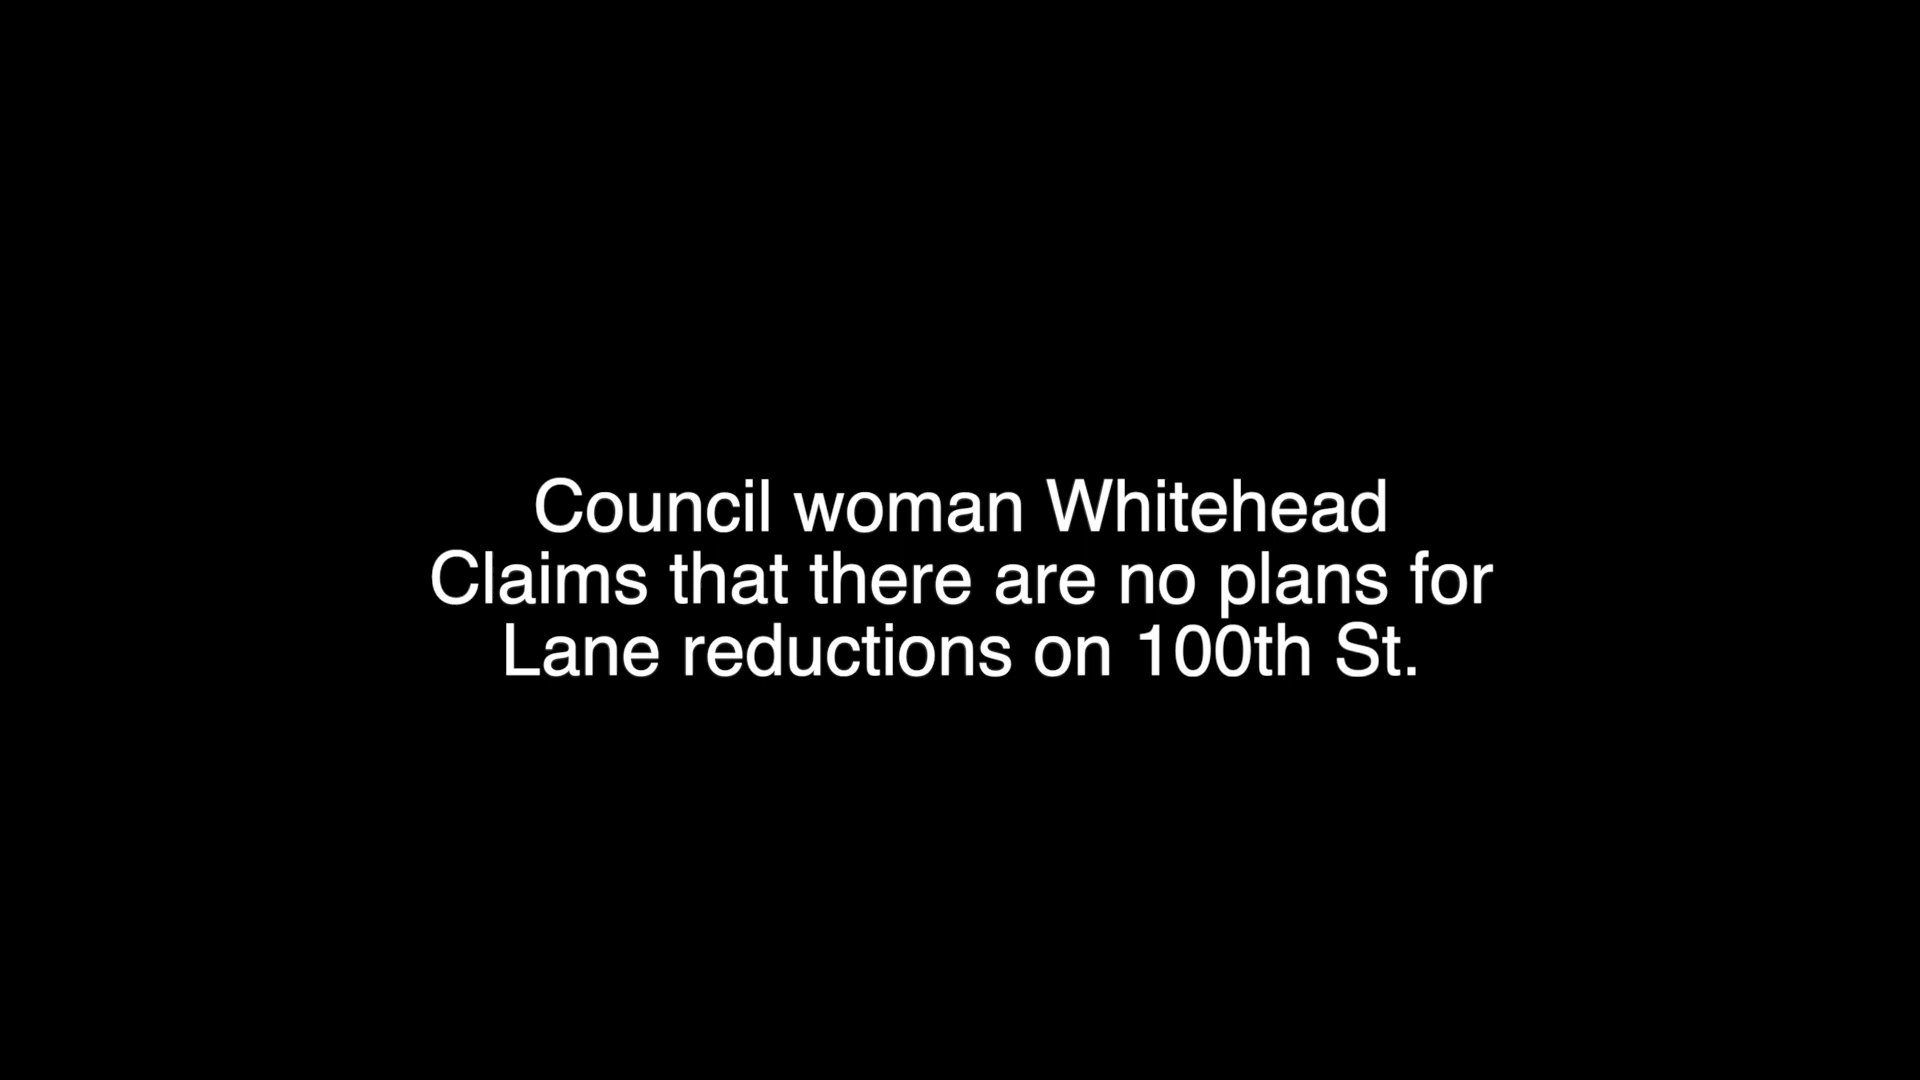 Council woman Whitehead
Claims that there are no plans for
Lane reductions on 100th St.